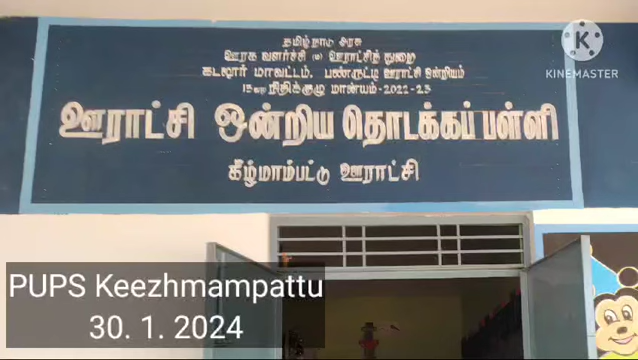 தமிழ்நாடு அரசு
ஊரக வளர்ச்சி (ம) ஊராட்சித் துறை
கடலூர் மாவட்டம், பண்ருட்டி ஊராட்சி ஒன்றியம்
15வது நிதிக்குழு மான்யம்-2022-23
ஊராட்சி ஒன்றிய தொடக்கப்பள்ளி
கீழ்மாம்பட்டு ஊராட்சி
KINEMASTER
PUPS Keezhmampattu
30. 1. 2024